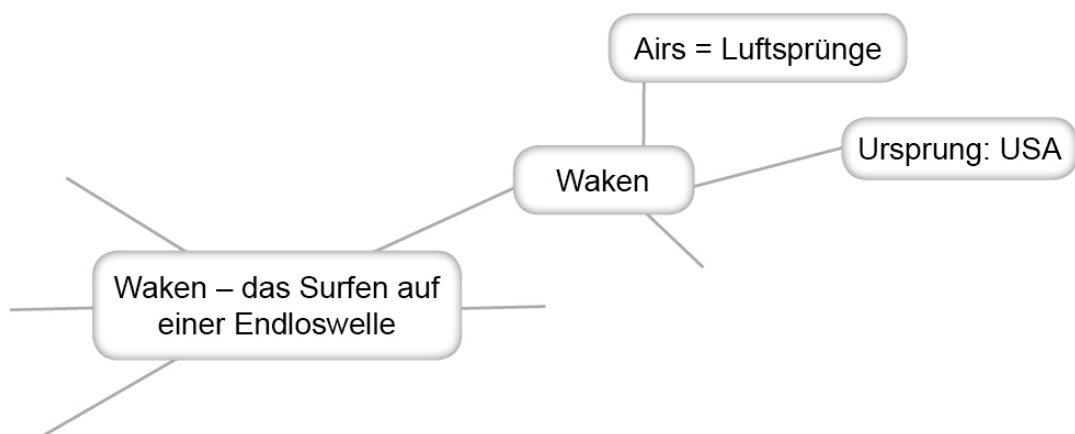 Airs = Luftsprünge
Ursprung: USA
Waken
Waken – das Surfen auf
einer Endloswelle